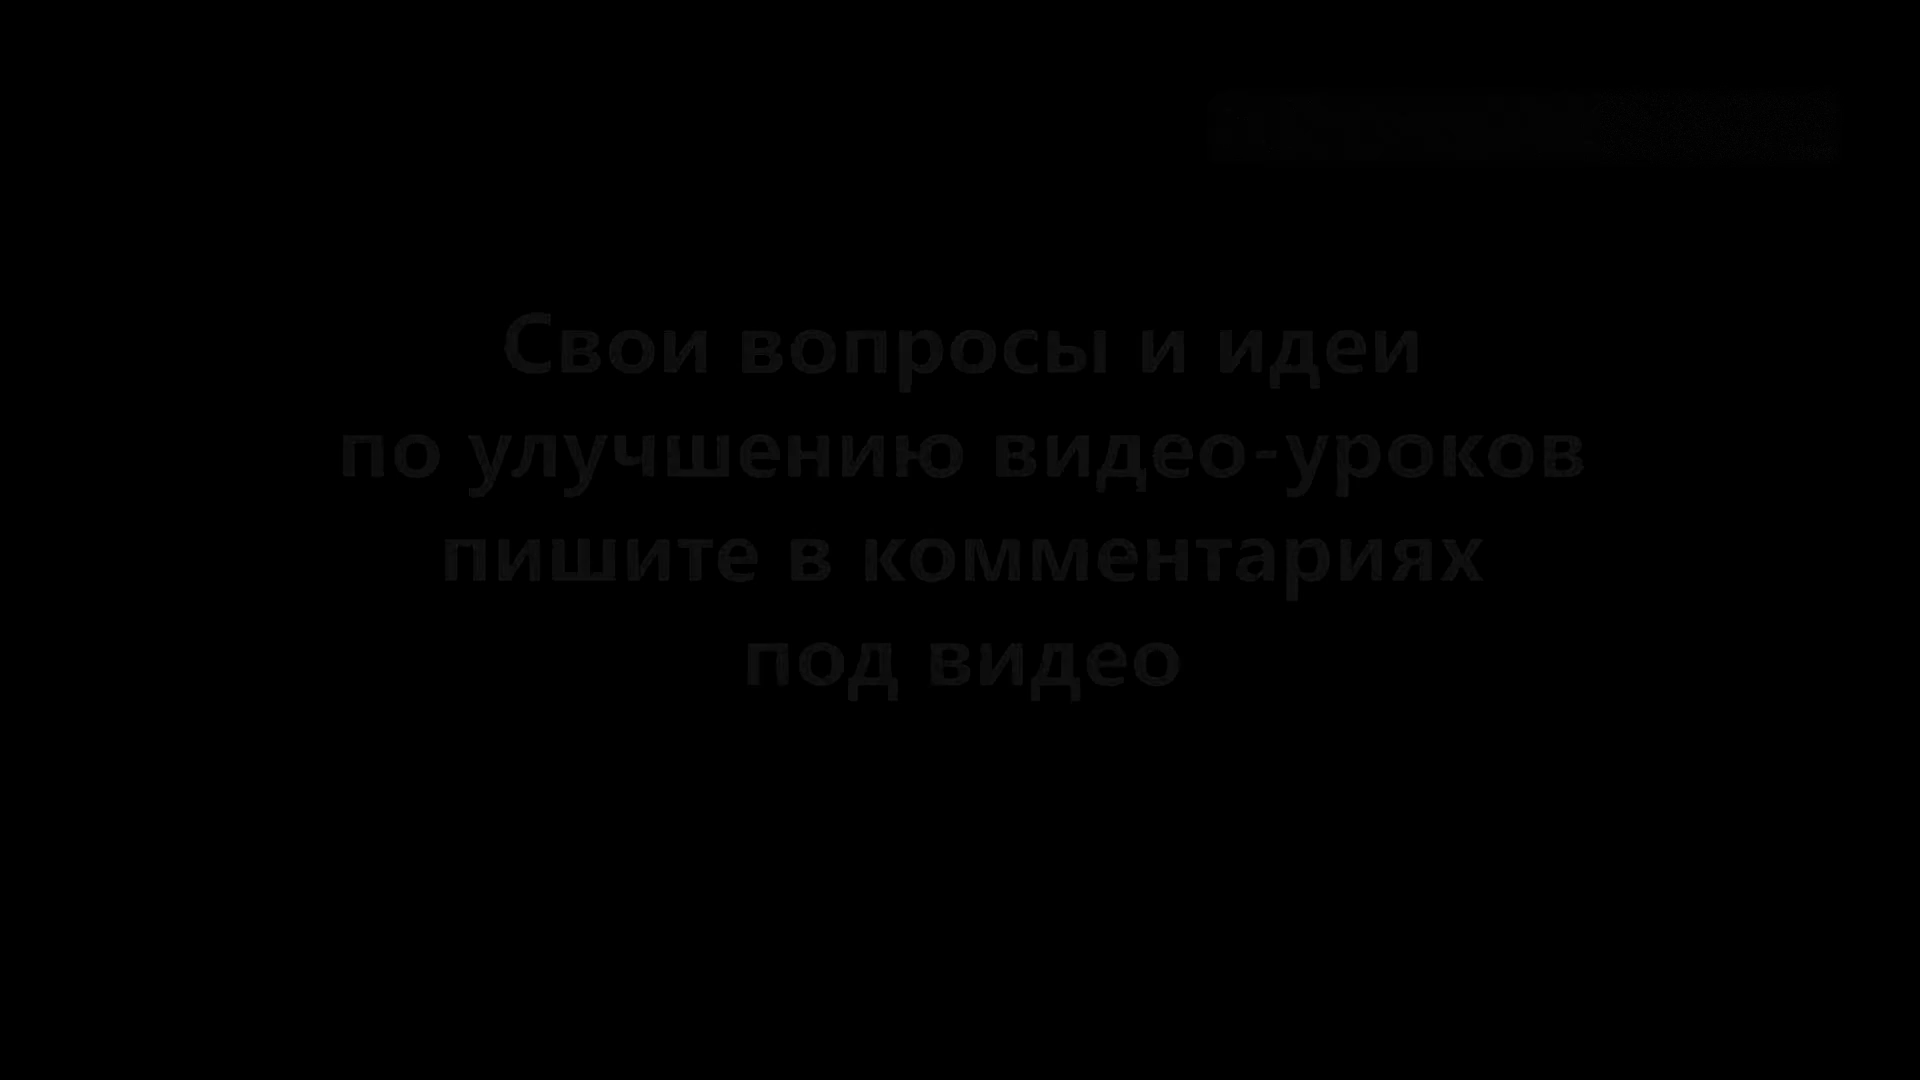 Свои вопросы и идеи
по улучшению видео-уроков
пишите в комментариях
под видео